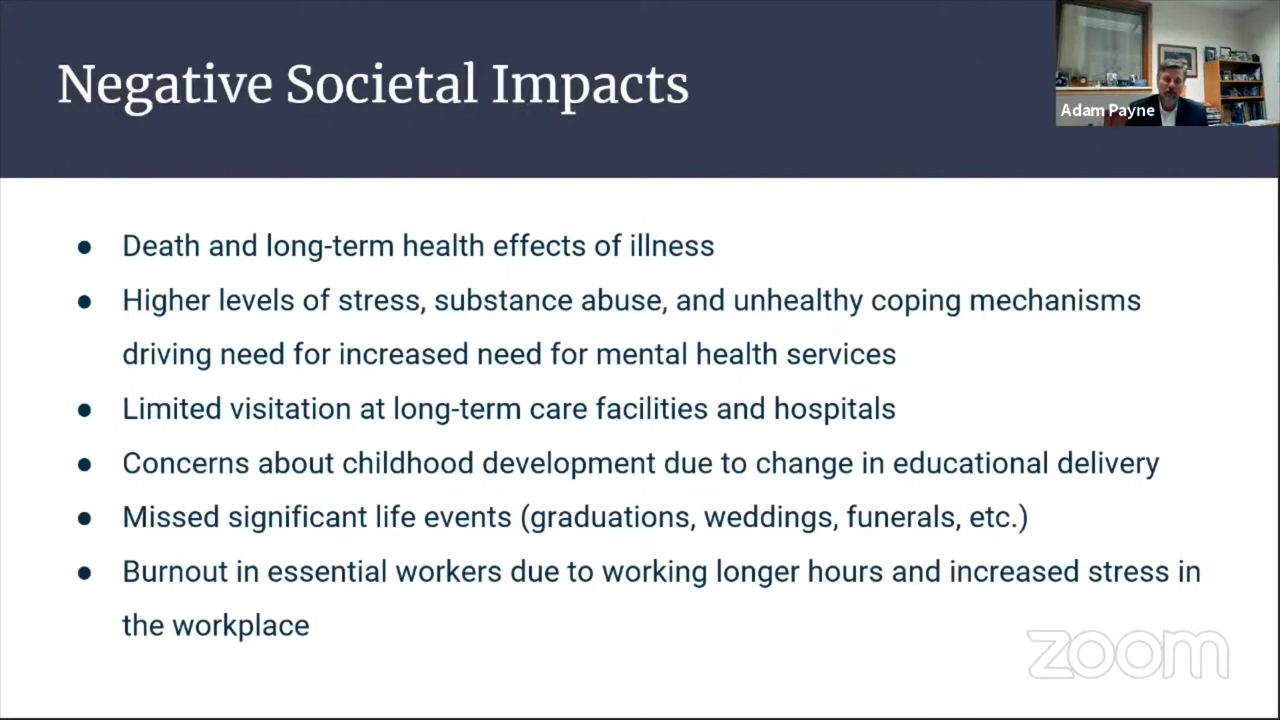 Negative Societal Impacts
Adam Payne
● Death and long-term health effects of illness
● Higher levels of stress, substance abuse, and unhealthy coping mechanisms
driving need for increased need for mental health services
● Limited visitation at long-term care facilities and hospitals
● Concerns about childhood development due to change in educational delivery
● Missed significant life events (graduations, weddings, funerals, etc.)
● Burnout in essential workers due to working longer hours and increased stress in
the workplace
zoom